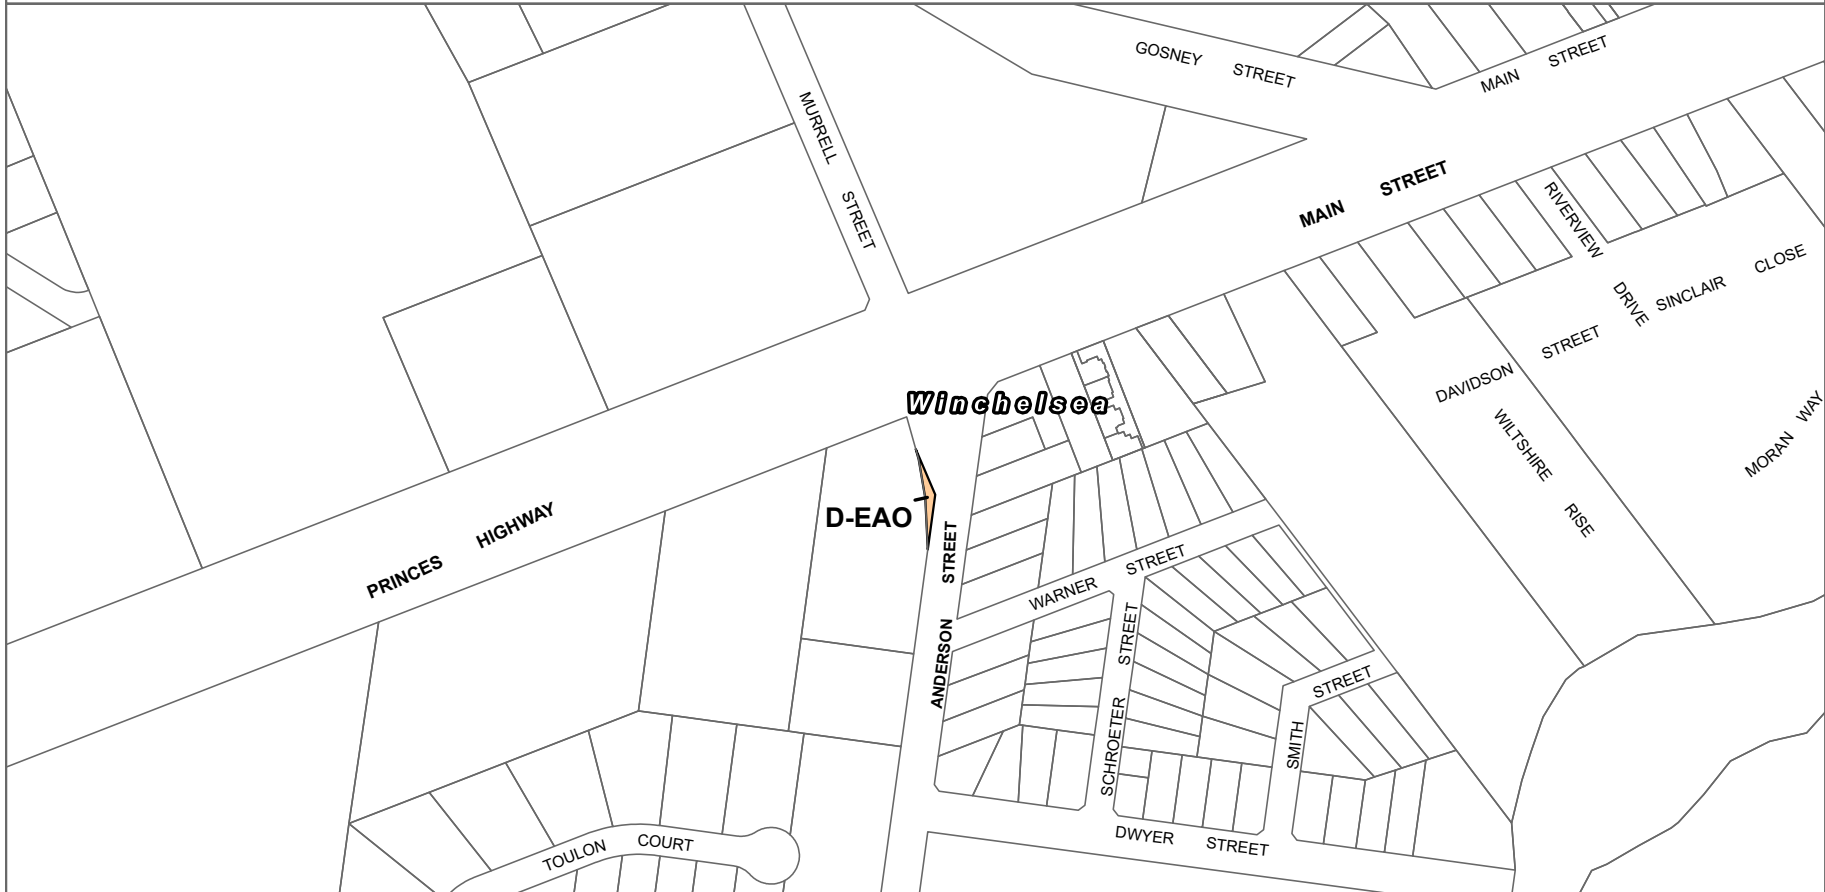 GOSNEY STREET
MAIN STREET
MURRELL STREET
MAIN STREET
RIVERVIEW DRIVE
SINCLAIR CLOSE
DAVIDSON STREET
Winchelsea
WILTSHIRE RISE
MORAN WAY
D-EAO
PRINCES HIGHWAY
ANDERSON STREET
WARNER STREET
SCHROETER STREET
SMITH STREET
TOULON COURT
DWYER STREET